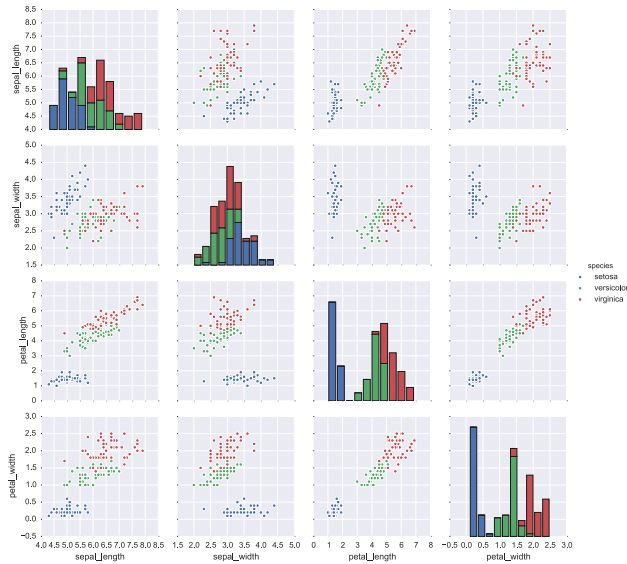 8.5
8.0
7.5
7.0
6.5
6.0
5.5
5.0
4.5
4.0
sepal_length
5.0
4.5
4.0
3.5
3.0
2.5
2.0
1.5
sepal_width
8
7
6
5
4
3
2
1
0
petal_length
species
setosa
versicolor
virginica
3.0
2.5
2.0
1.5
1.0
0.5
0.0
−0.5
petal_width
4.0 4.5 5.0 5.5 6.0 6.5 7.0 7.5 8.0 8.5
sepal_length
1.5 2.0 2.5 3.0 3.5 4.0 4.5 5.0
sepal_width
0 1 2 3 4 5 6 7 8
petal_length
−0.5 0.0 0.5 1.0 1.5 2.0 2.5 3.0
petal_width